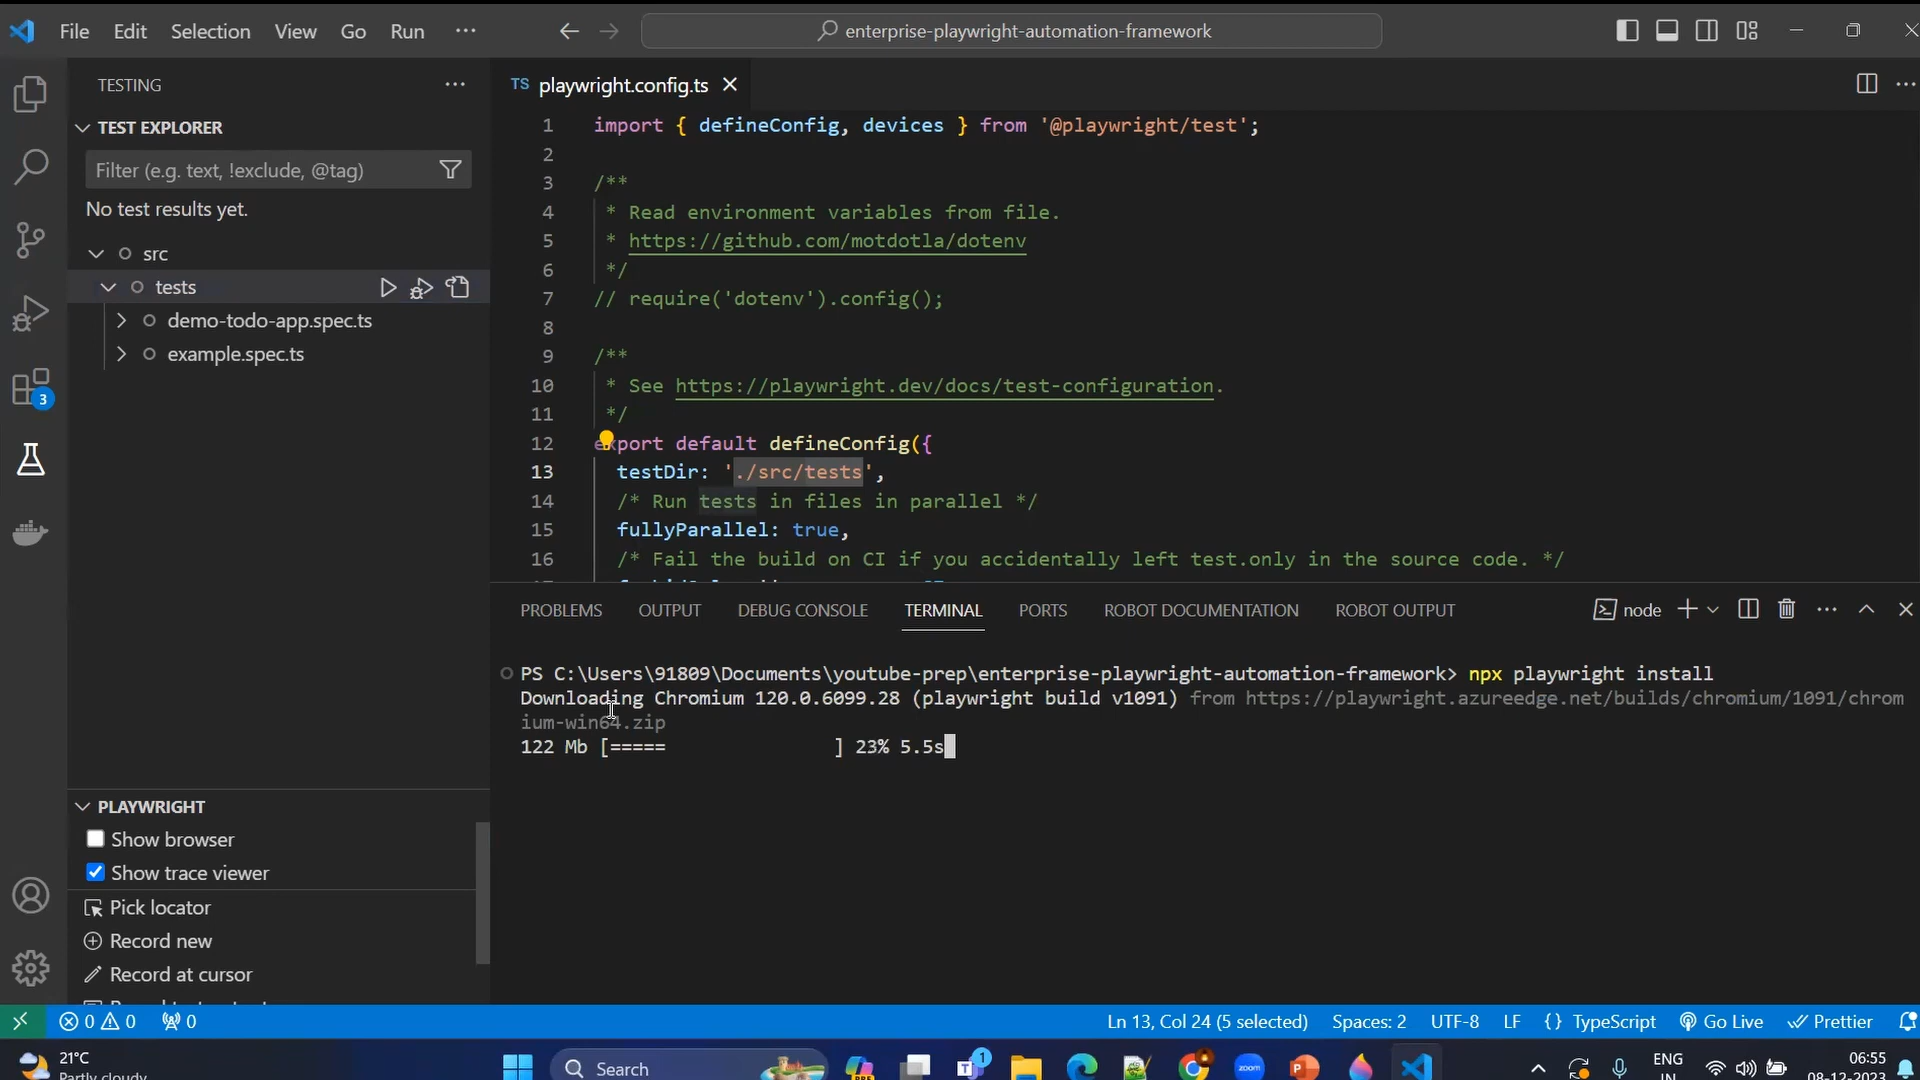 File Edit Selection View Go Run ···
enterprise-playwright-automation-framework
TESTING
TEST EXPLORER
Filter (e.g. text, !exclude, @tag)
No test results yet.
src
tests
demo-todo-app.spec.ts
example.spec.ts
3
PLAYWRIGHT
Show browser
Show trace viewer
Pick locator
Record new
Record at cursor
TS playwright.config.ts
1 import { defineConfig, devices } from '@playwright/test';
2
3 /**
4 * Read environment variables from file.
5 * https://github.com/motdotla/dotenv
6 */
7 // require('dotenv').config();
8
9 /**
10 * See https://playwright.dev/docs/test-configuration.
11 */
12 export default defineConfig({
13 testDir: './src/tests',
14 /* Run tests in files in parallel */
15 fullyParallel: true,
16 /* Fail the build on CI if you accidentally left test.only in the source code. */
PROBLEMS OUTPUT DEBUG CONSOLE TERMINAL PORTS ROBOT DOCUMENTATION ROBOT OUTPUT
node
PS C:\Users\91809\Documents\youtube-prep\enterprise-playwright-automation-framework> npx playwright install
Downloading Chromium 120.0.6099.28 (playwright build v1091) from https://playwright.azureedge.net/builds/chromium/1091/chrom
ium-win64.zip
122 Mb [===== ] 23% 5.5s
0 0 0
Ln 13, Col 24 (5 selected) Spaces: 2 UTF-8 LF {} TypeScript Go Live Prettier
21°C
Partly cloudy
Search
PRE
1
zoom
ENG
IN
06:55
08-12-2023